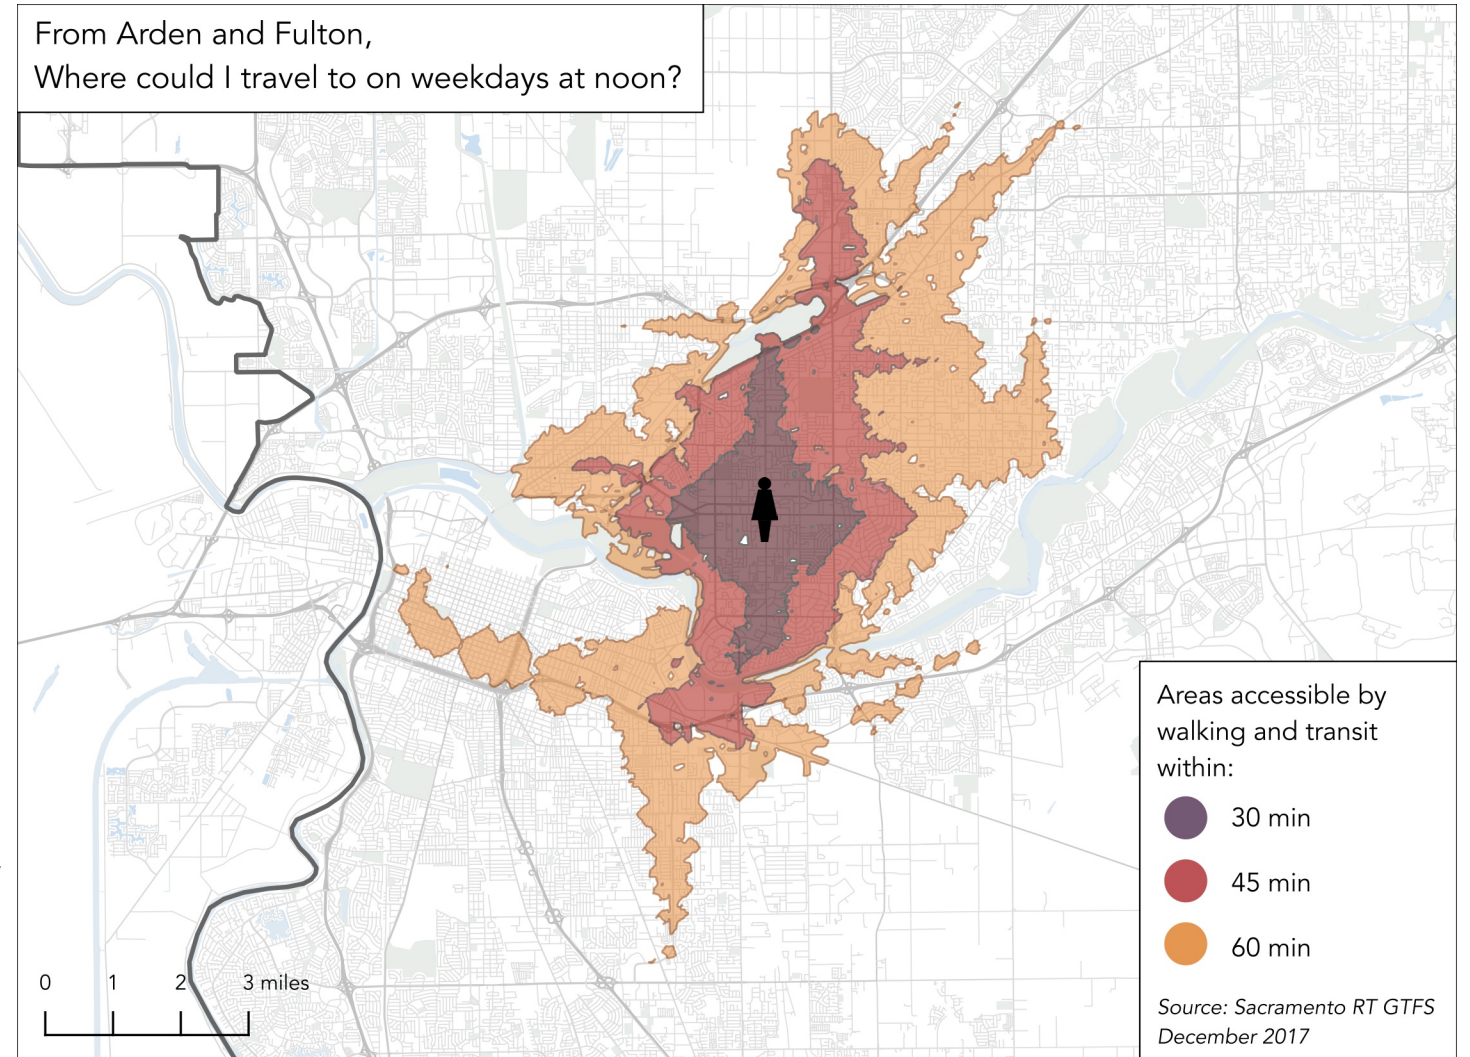 From Arden and Fulton,
Where could I travel to on weekdays at noon?
Areas accessible by
walking and transit
within:
30 min
45 min
60 min
Source: Sacramento RT GTFS
December 2017
0 1 2 3 miles